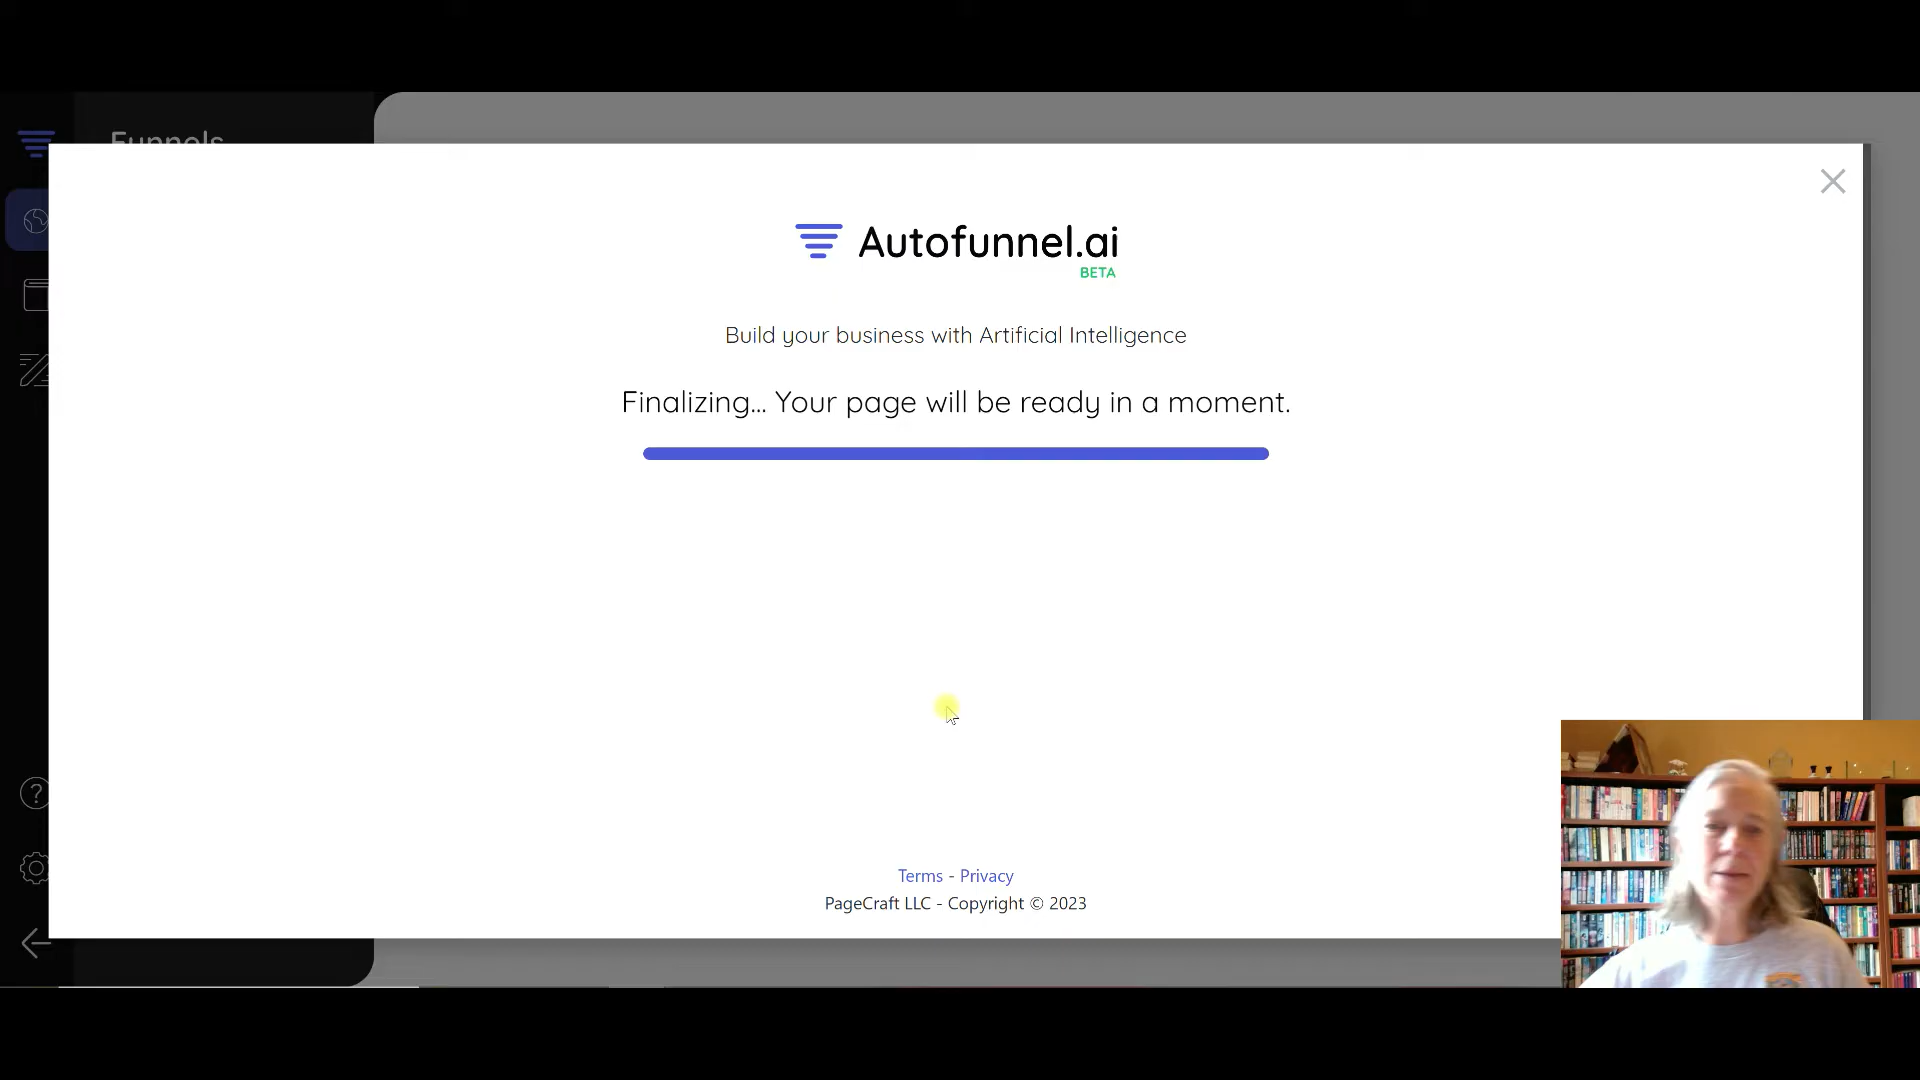 Funnels
Autofunnel.ai
BETA
Build your business with Artificial Intelligence
Finalizing... Your page will be ready in a moment.
Terms - Privacy
PageCraft LLC - Copyright © 2023